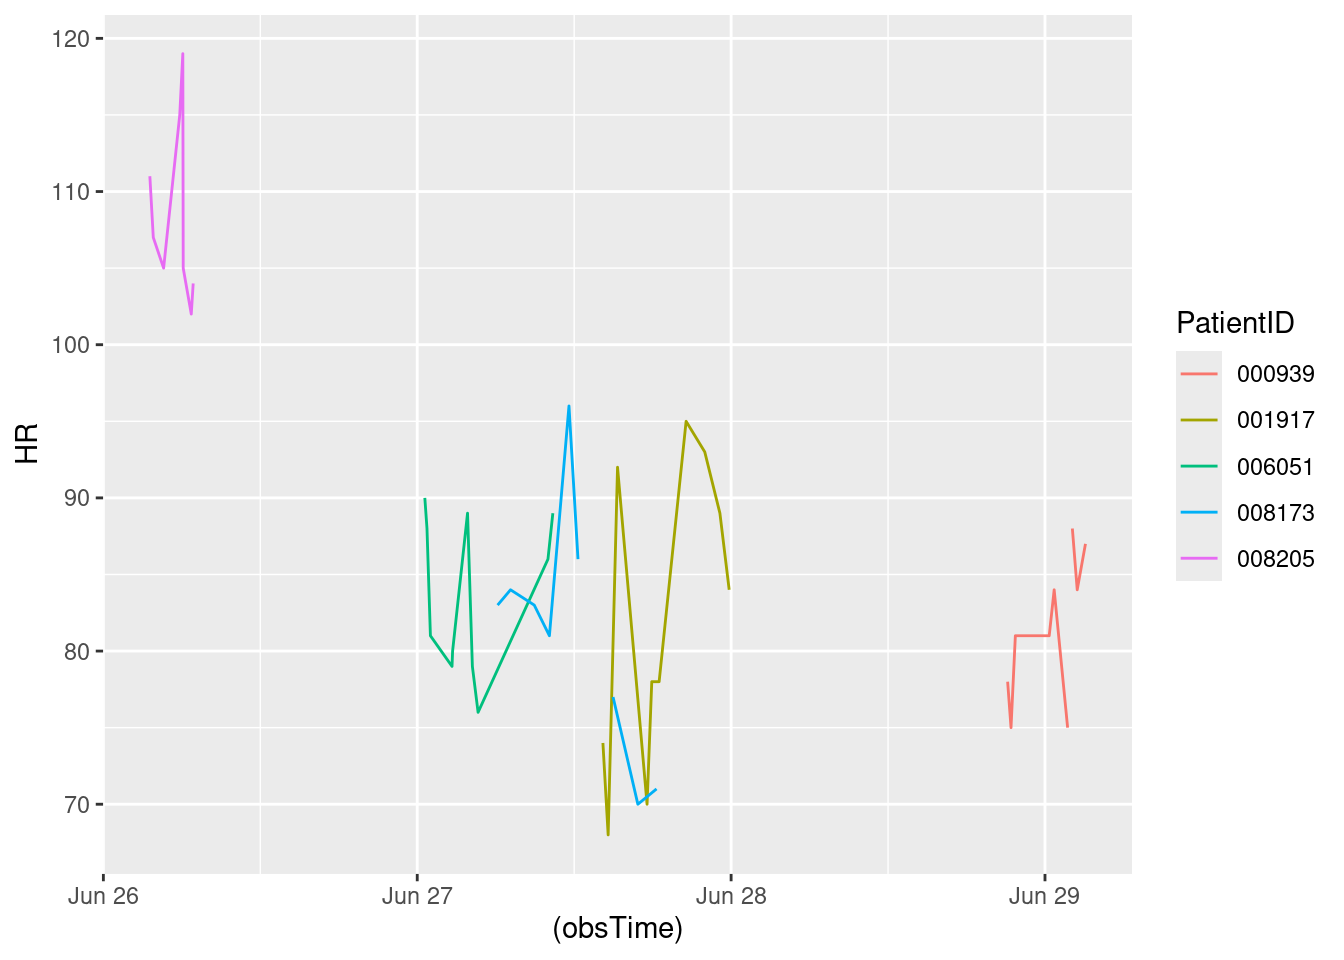 120
110
100
90
80
70
HR
Jun 26
Jun 27
Jun 28
Jun 29
(obsTime)
PatientID
000939
001917
006051
008173
008205